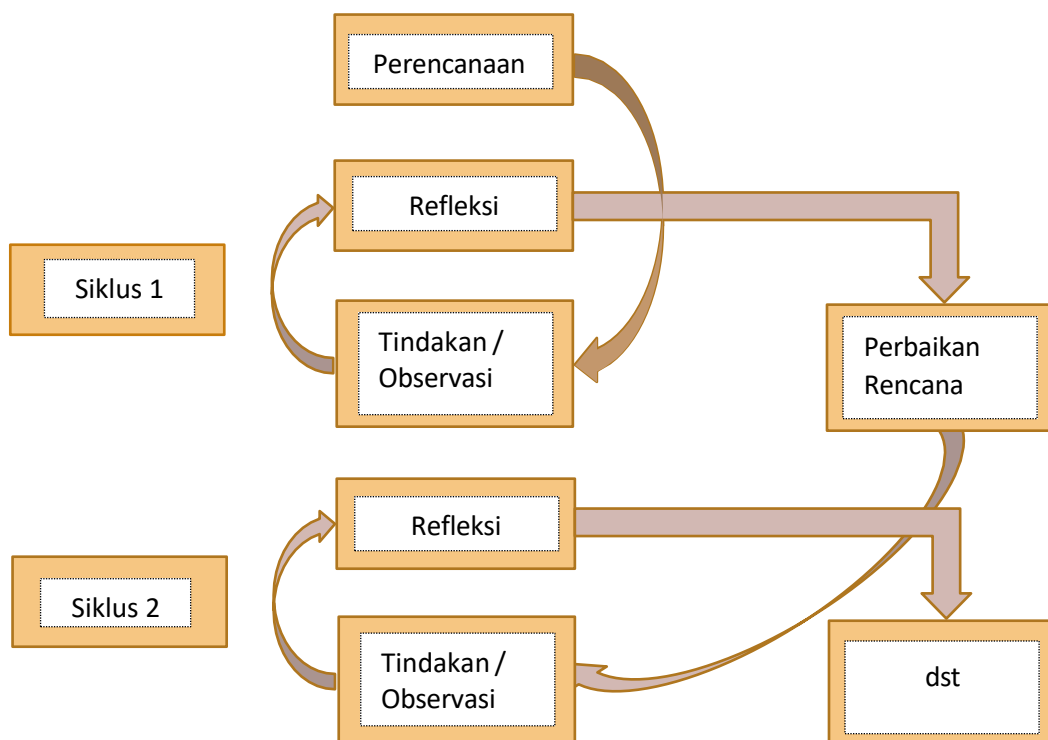 Perencanaan
Refleksi
Siklus 1
Tindakan /
Observasi
Perbaikan
Rencana
Refleksi
Siklus 2
Tindakan /
Observasi
dst